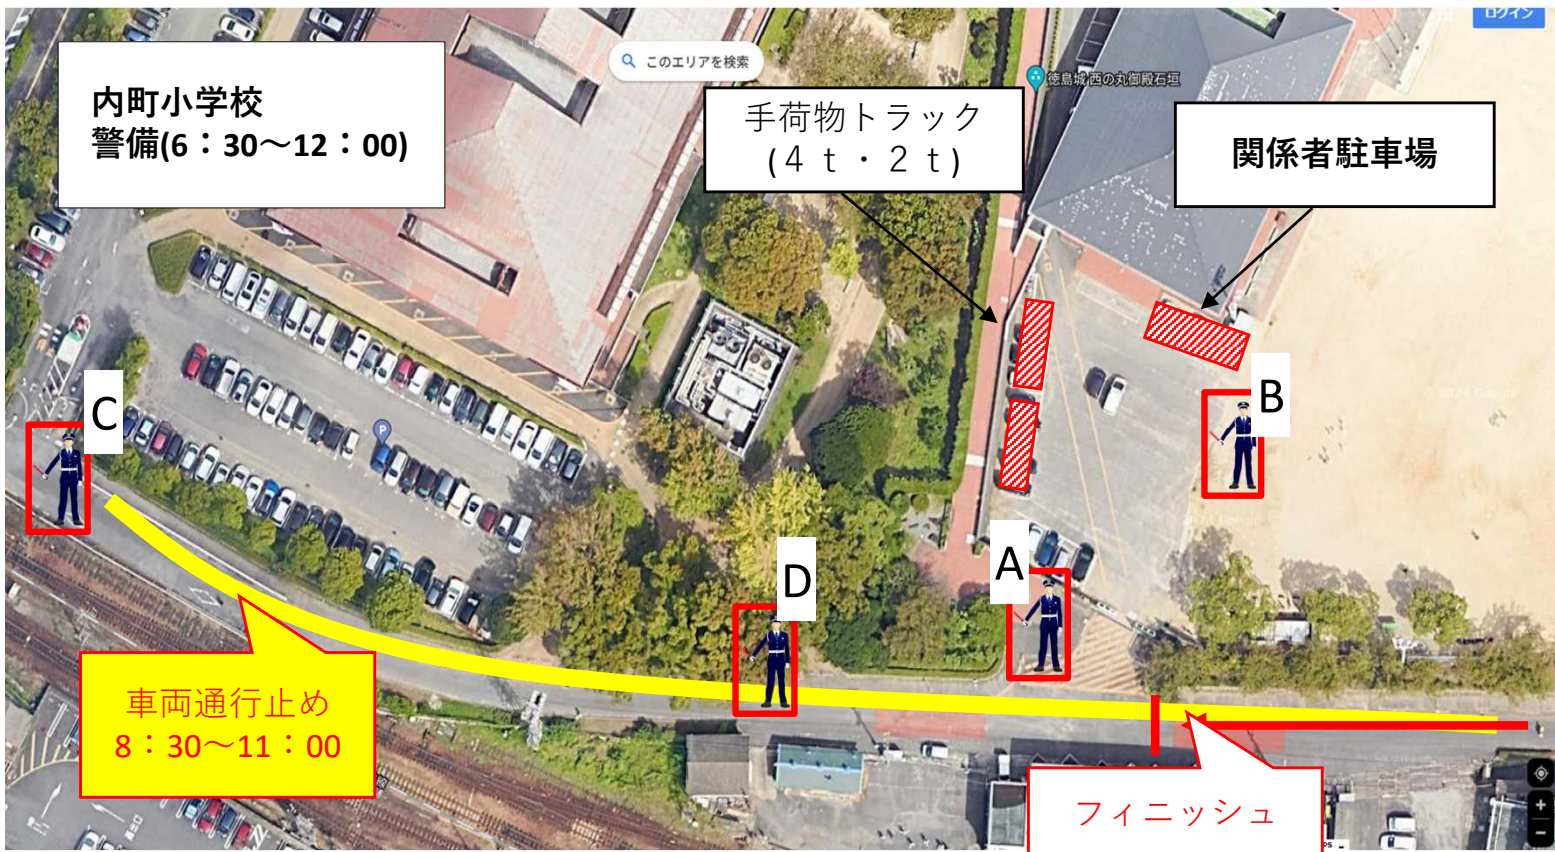 ログイン
このエリアを検索
徳島城 西の丸御殿石垣
内町小学校
警備(6：30～12：00)
手荷物トラック
(4ｔ・2ｔ)
関係者駐車場
P
C
B
D
A
車両通行止め
8：30～11：00
フィニッシュ